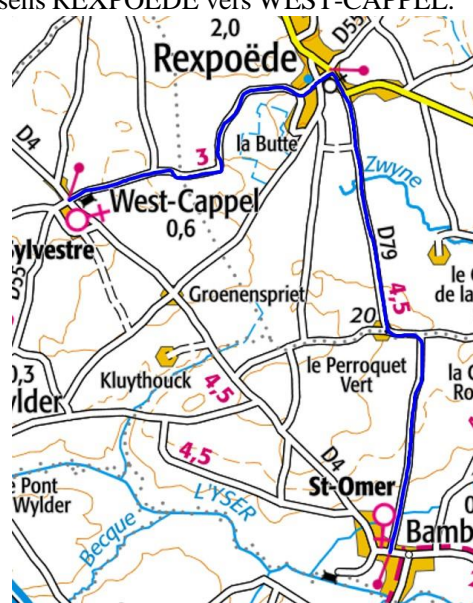 sens REXPOËDE vers WEST-CAPPEL.
2,0
D55
Rexpoëde
D4
la Butte
3
Zwyne
West-Cappel
0,6
ylvestre
D79
le
de la
Groenenspriet
4,5
20
0,3
Kluythouck
4,5
le Perroquet
Vert
la
Ro
ylder
4,5
D4
Pont
Wylder
L'YSER
St-Omer
Becque
Bamb